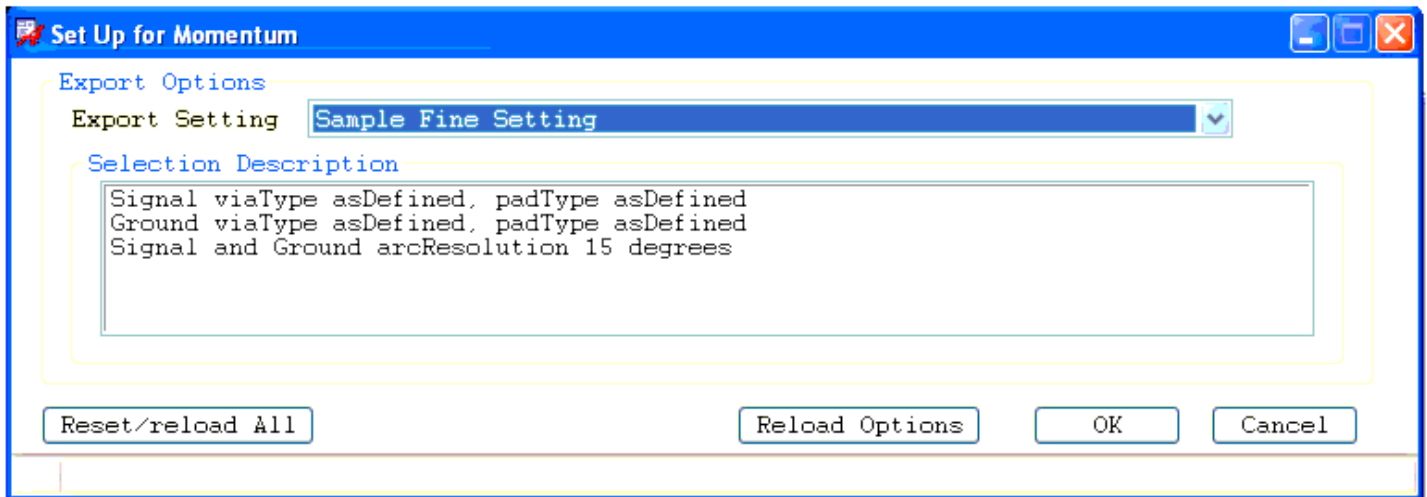 Set Up for Momentum
Export Options
Export Setting Sample Fine Setting
Selection Description
Signal viaType asDefined, padType asDefined
Ground viaType asDefined, padType asDefined
Signal and Ground arcResolution 15 degrees
Reset/reload All Reload Options OK Cancel